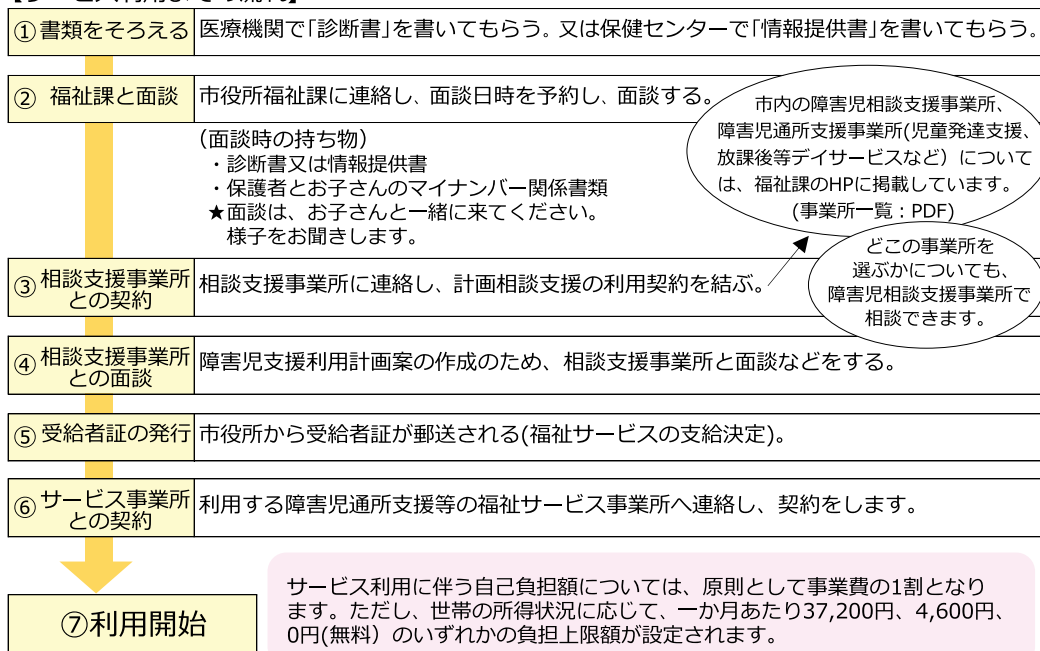 ①書類をそろえる
医療機関で「診断書」を書いてもらう。又は保健センターで「情報提供書」を書いてもらう。
② 福祉課と面談
市役所福祉課に連絡し、面談日時を予約し、面談する。
(面談時の持ち物)
・診断書又は情報提供書
・保護者とお子さんのマイナンバー関係書類
★面談は、お子さんと一緒に来てください。
様子をお聞きします。
市内の障害児相談支援事業所、
障害児通所支援事業所(児童発達支援、
放課後等デイサービスなど）について
は、福祉課のHPに掲載しています。
(事業所一覧：PDF)
どこの事業所を
選ぶかについても、
障害児相談支援事業所で
相談できます。
③相談支援事業所
との契約
相談支援事業所に連絡し、計画相談支援の利用契約を結ぶ。
④相談支援事業所
との面談
障害児支援利用計画案の作成のため、相談支援事業所と面談などをする。
⑤受給者証の発行
市役所から受給者証が郵送される(福祉サービスの支給決定)。
⑥サービス事業所
との契約
利用する障害児通所支援等の福祉サービス事業所へ連絡し、契約をします。
⑦利用開始
サービス利用に伴う自己負担額については、原則として事業費の1割となり
ます。ただし、世帯の所得状況に応じて、一か月あたり37,200円、4,600円、
0円(無料）のいずれかの負担上限額が設定されます。